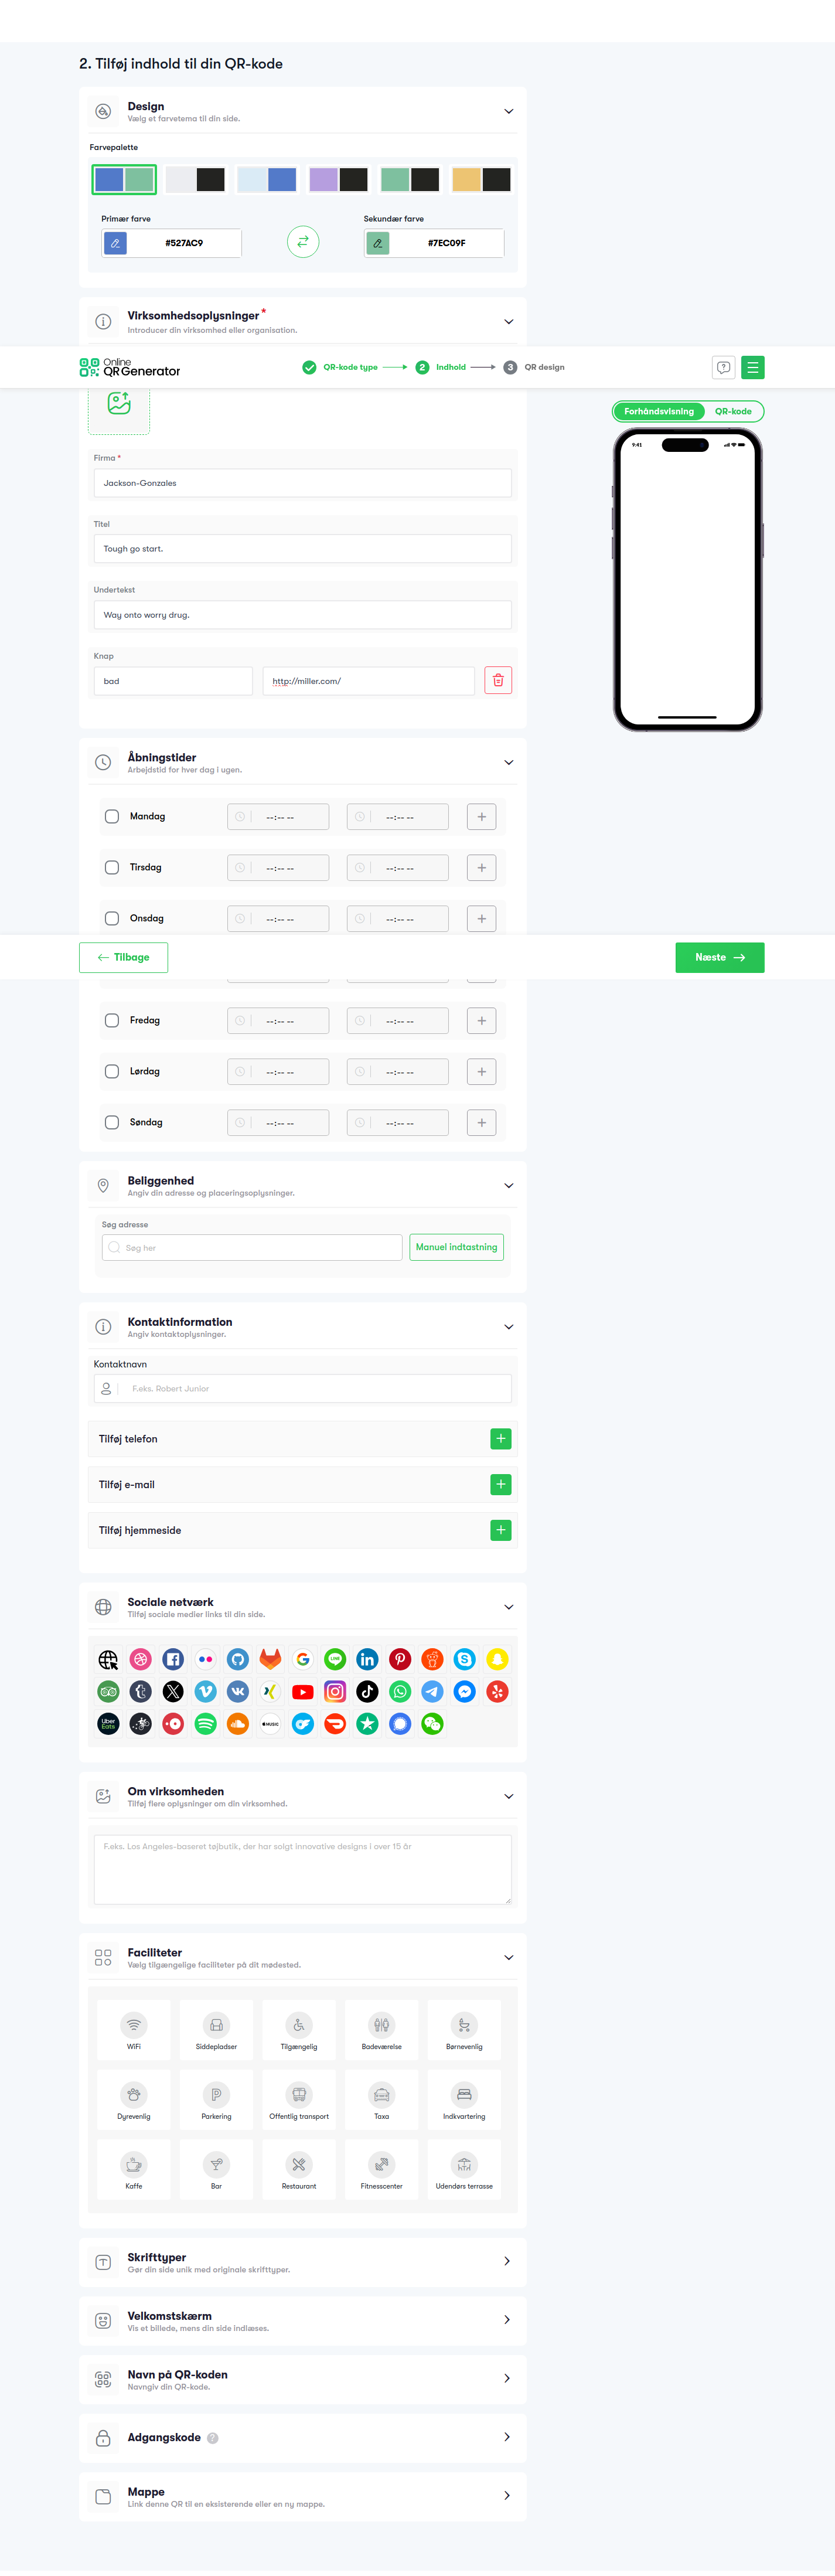 2. Tilføj indhold til din QR-kode
Design
Vælg et farvetema til din side.
Farvepalette
Primær farve
Sekundær farve
#527AC9
#7EC09F
Virksomhedsoplysninger *
Introducer din virksomhed eller organisation.
Online
QR Generator
QR-kode type
2
Indhold
3
QR design
Forhåndsvisning
QR-kode
9:41
Firma *
Jackson-Gonzales
Titel
Tough go start.
Undertekst
Way onto worry drug.
Knap
bad
http://miller.com/
Åbningstider
Arbejdstid for hver dag i ugen.
Mandag
--:-- --
--:-- --
Tirsdag
--:-- --
--:-- --
Onsdag
--:-- --
--:-- --
Tilbage
Næste
Fredag
--:-- --
--:-- --
Lørdag
--:-- --
--:-- --
Søndag
--:-- --
--:-- --
Beliggenhed
Angiv din adresse og placeringsoplysninger.
Søg adresse
Søg her
Manuel indtastning
Kontaktinformation
Angiv kontaktoplysninger.
Kontaktnavn
F.eks. Robert Junior
Tilføj telefon
Tilføj e-mail
Tilføj hjemmeside
Sociale netværk
Tilføj sociale medier links til din side.
LINE
Uber
Eats
MUSIC
Om virksomheden
Tilføj flere oplysninger om din virksomhed.
F.eks. Los Angeles-baseret tøjbutik, der har solgt innovative designs i over 15 år
Faciliteter
Vælg tilgængelige faciliteter på dit mødested.
WiFi
Siddepladser
Tilgængelig
Badeværelse
Børnevenlig
Dyrevenlig
Parkering
Offentlig transport
Taxa
Indkvartering
Kaffe
Bar
Restaurant
Fitnesscenter
Udendørs terrasse
Skrifttyper
Gør din side unik med originale skrifttyper.
Velkomstskærm
Vis et billede, mens din side indlæses.
Navn på QR-koden
Navngiv din QR-kode.
Adgangskode ?
Mappe
Link denne QR til en eksisterende eller en ny mappe.